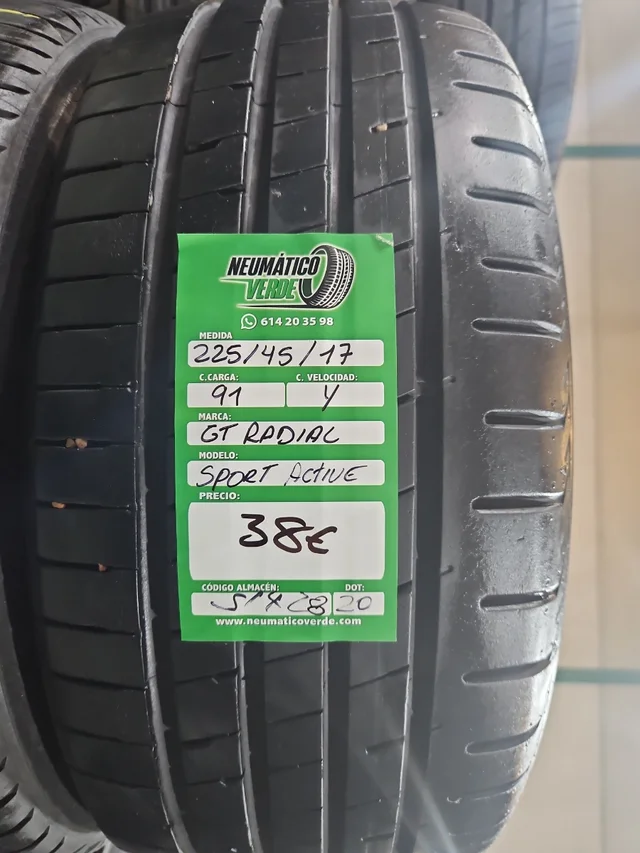 NEUMÁTICO
VERDE
614 20 35 98
MEDIDA
225/45/17
C.CARGA: C. VELOCIDAD:
91 Y
MARCA:
GT RADIAL
MODELO:
SPORT ACTIVE
PRECIO:
38€
CÓDIGO ALMACÉN: DOT:
28 20
www.neumaticoverde.com